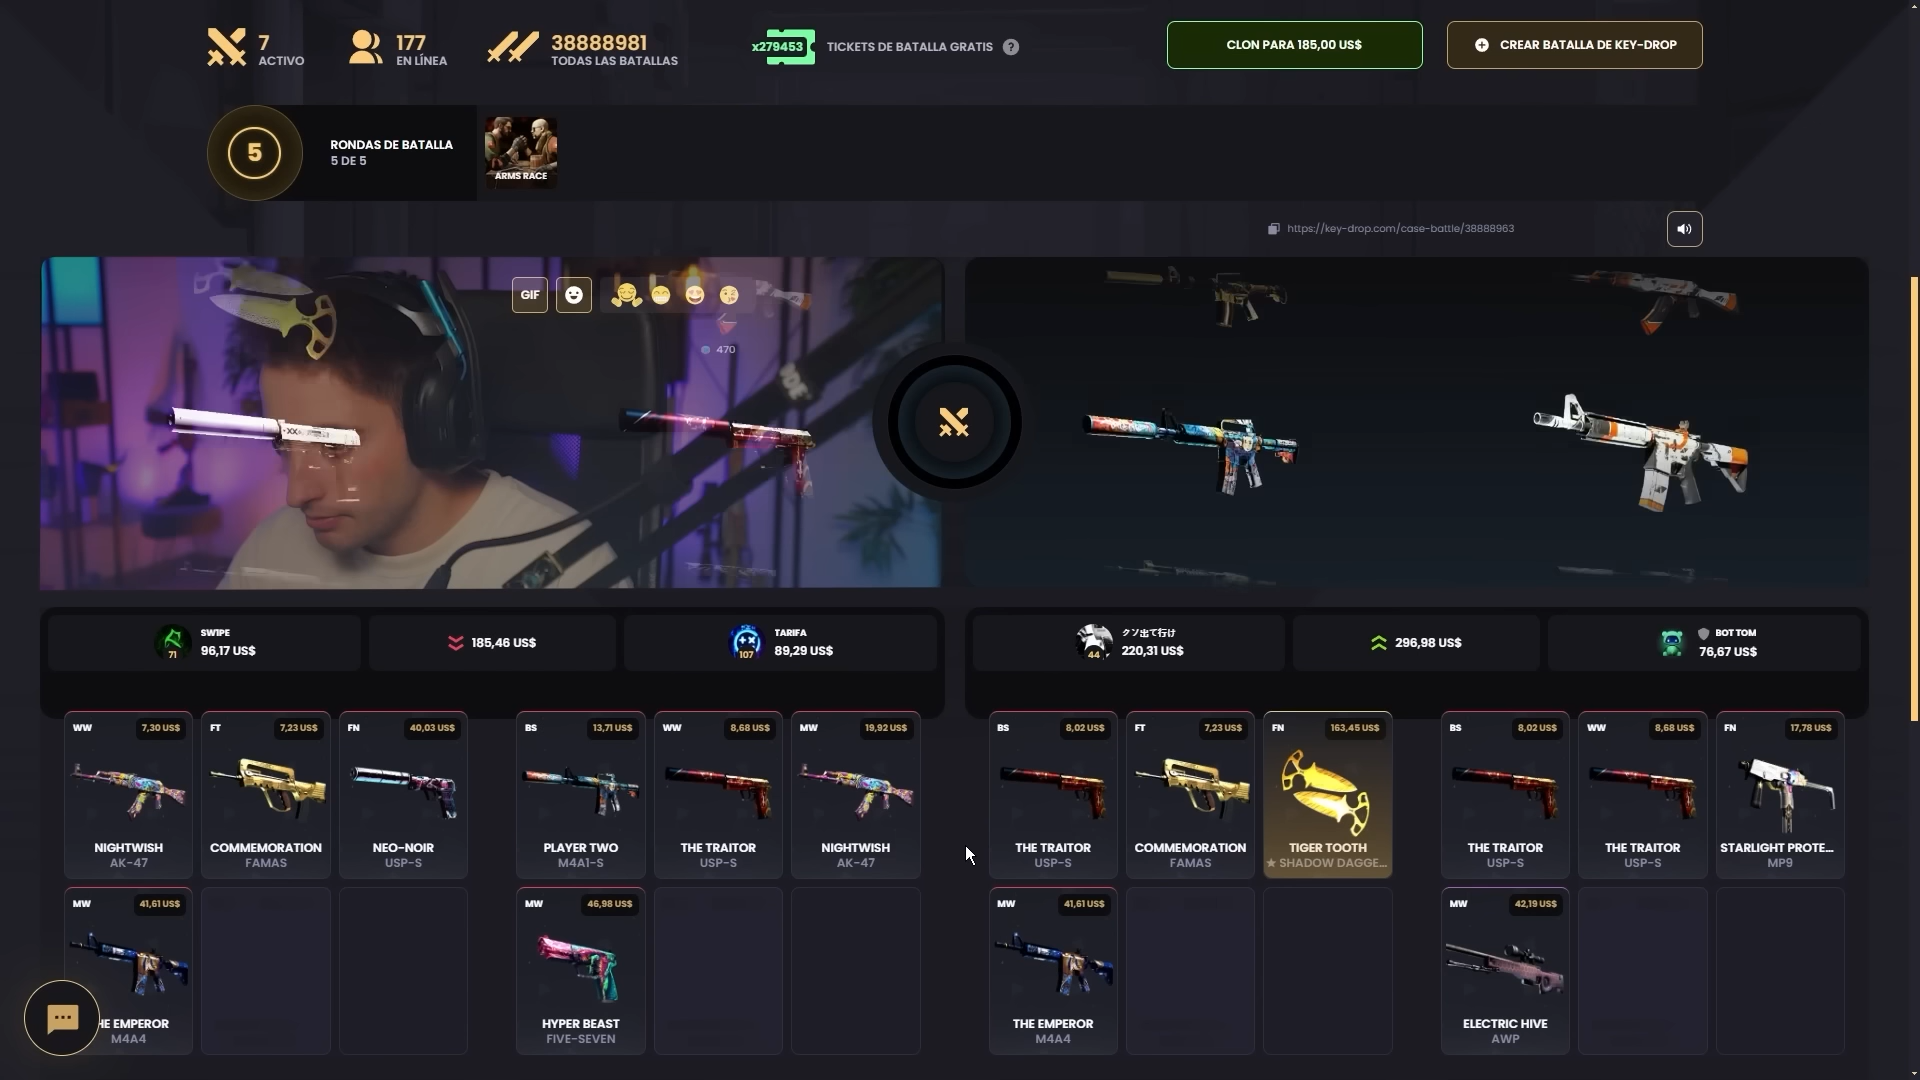 7
ACTIVO
177
EN LÍNEA
38888981
TODAS LAS BATALLAS
x279453
TICKETS DE BATALLA GRATIS
?
CLON PARA 185,00 US$
CREAR BATALLA DE KEY-DROP
5
RONDAS DE BATALLA
5 DE 5
ARMS RACE
https://key-drop.com/case-battle/38888963
GIF
470
SW1PE
71
96,17 US$
185,46 US$
TARIFA
107
89,29 US$
クソ出て行け
44
220,31 US$
296,98 US$
BOT TOM
76,67 US$
WW
7,30 US$
NIGHTWISH
AK-47
FT
7,23 US$
COMMEMORATION
FAMAS
FN
40,03 US$
NEO-NOIR
USP-S
BS
13,71 US$
PLAYER TWO
M4A1-S
WW
8,68 US$
THE TRAITOR
USP-S
MW
19,92 US$
NIGHTWISH
AK-47
BS
8,02 US$
THE TRAITOR
USP-S
FT
7,23 US$
COMMEMORATION
FAMAS
FN
163,45 US$
TIGER TOOTH
★ SHADOW DAGGE...
BS
8,02 US$
THE TRAITOR
USP-S
WW
8,68 US$
THE TRAITOR
USP-S
FN
17,78 US$
STARLIGHT PROTE...
MP9
MW
41,61 US$
HE EMPEROR
M4A4
MW
46,98 US$
HYPER BEAST
FIVE-SEVEN
MW
41,61 US$
THE EMPEROR
M4A4
MW
42,19 US$
ELECTRIC HIVE
AWP